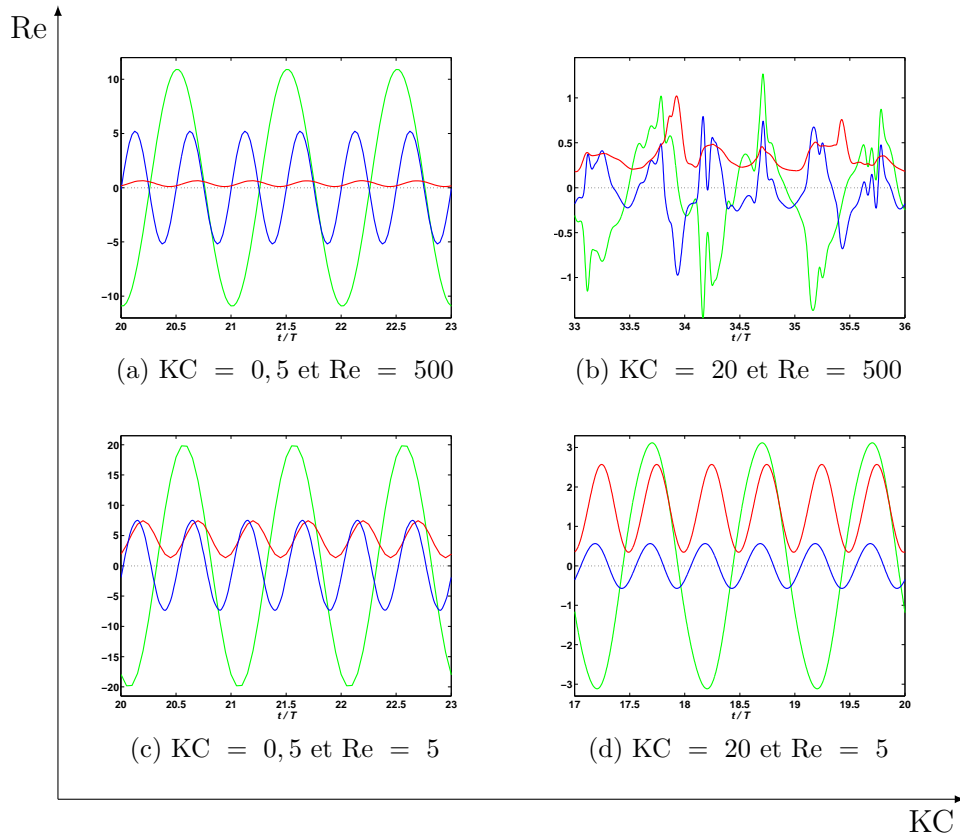 Re
10
5
0
−5
−10
20 20.5 21 21.5 22 22.5 23
t / T
(a) KC = 0, 5 et Re = 500
1
0.5
0
−0.5
−1
33 33.5 34 34.5 35 35.5 36
t / T
(b) KC = 20 et Re = 500
20
15
10
5
0
−5
−10
−15
−20
20 20.5 21 21.5 22 22.5 23
t / T
(c) KC = 0, 5 et Re = 5
3
2
1
0
−1
−2
−3
17 17.5 18 18.5 19 19.5 20
t / T
(d) KC = 20 et Re = 5
KC